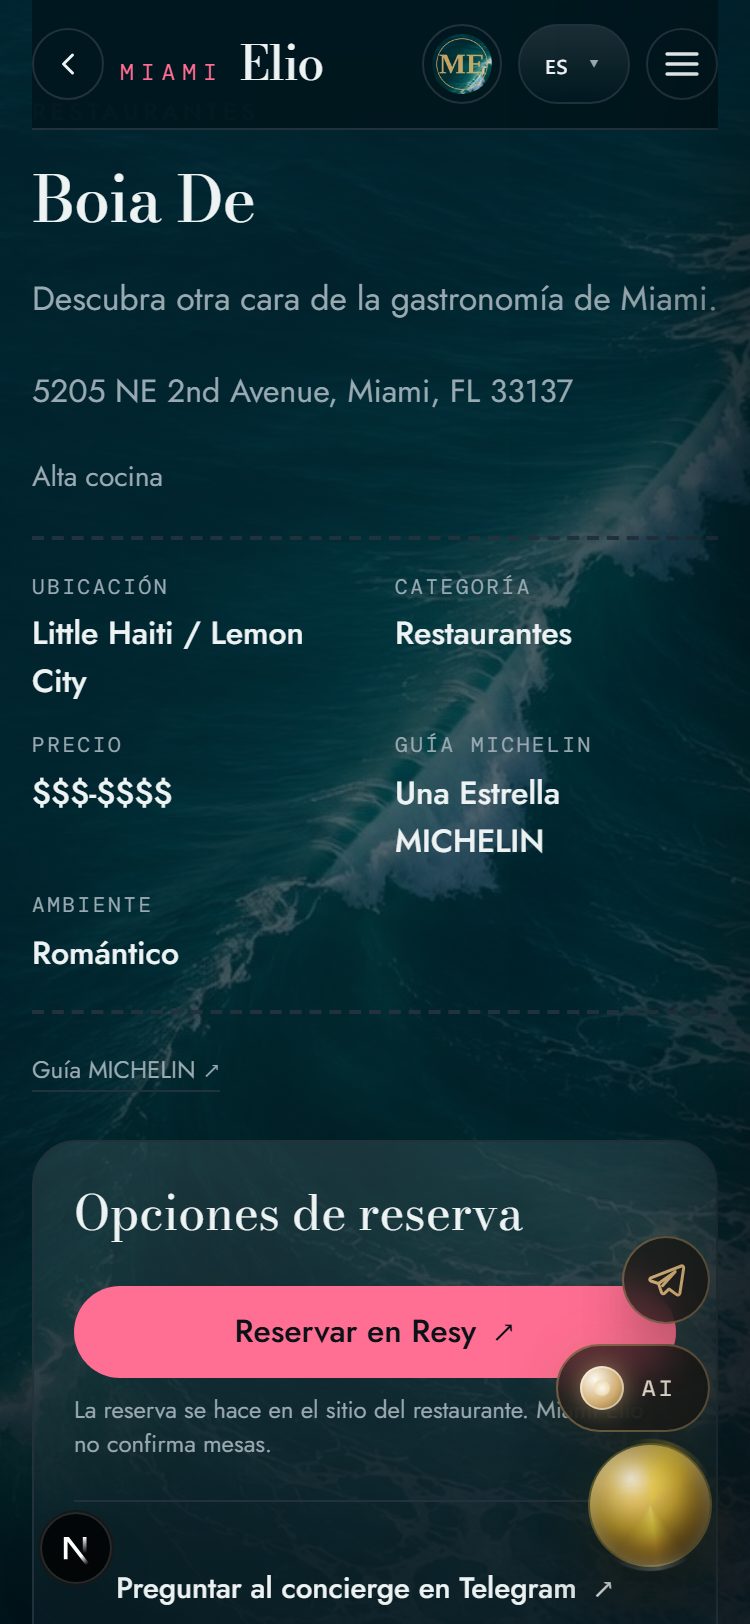 MIAMI Elio
ME
ES
RESTAURANTES
Boia De
Descubra otra cara de la gastronomía de Miami.
5205 NE 2nd Avenue, Miami, FL 33137
Alta cocina
UBICACIÓN
Little Haiti / Lemon
City
CATEGORÍA
Restaurantes
PRECIO
$$$-$$$$
GUÍA MICHELIN
Una Estrella
MICHELIN
AMBIENTE
Romántico
Guía MICHELIN ↗
Opciones de reserva
Reservar en Resy ↗
La reserva se hace en el sitio del restaurante. Miami Elio
no confirma mesas.
AI
N
Preguntar al concierge en Telegram ↗